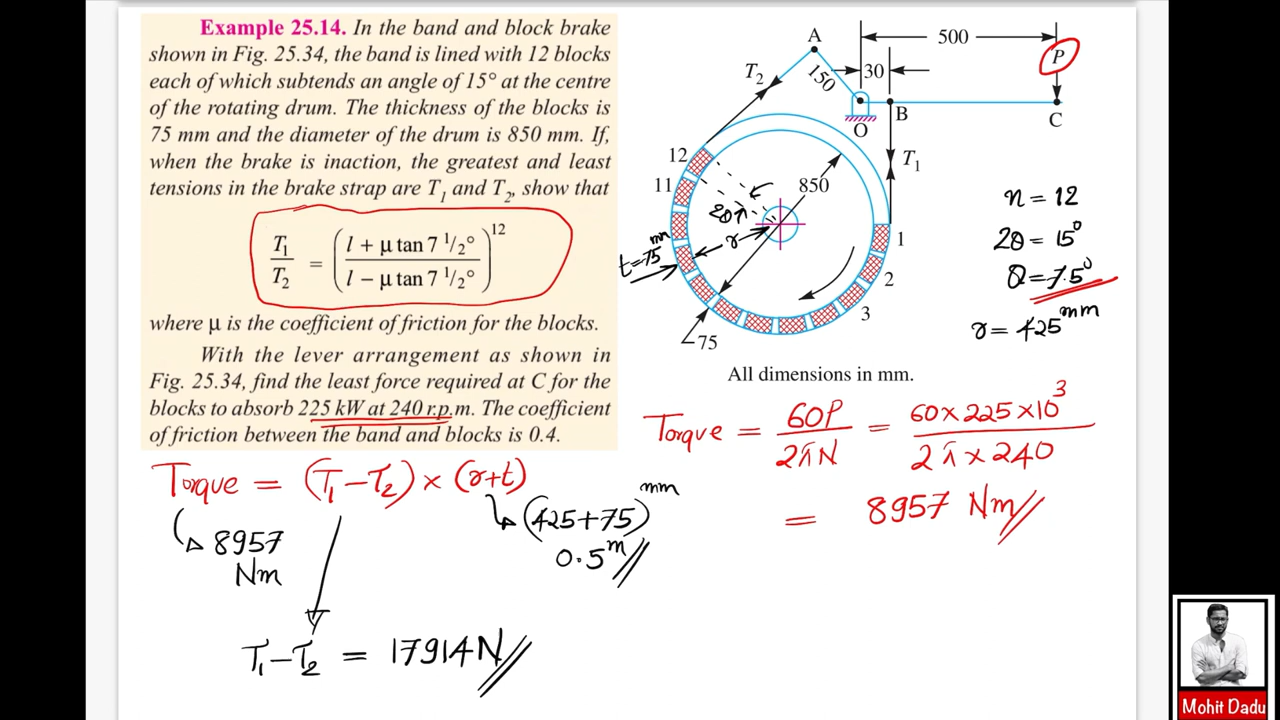 Example 25.14. In the band and block brake
shown in Fig. 25.34, the band is lined with 12 blocks
each of which subtends an angle of 15° at the centre
of the rotating drum. The thickness of the blocks is
75 mm and the diameter of the drum is 850 mm. If,
when the brake is inaction, the greatest and least
tensions in the brake strap are T1 and T2, show that
T1/T2 = ((l + μ tan 7 1/2°)/(l – μ tan 7 1/2°))^12
where μ is the coefficient of friction for the blocks.
With the lever arrangement as shown in
Fig. 25.34, find the least force required at C for the
blocks to absorb 225 kW at 240 r.p.m. The coefficient
of friction between the band and blocks is 0.4.
A
500
P
T2
150
30
O
B
C
T1
12
11
850
2θ
r
t=75 mm
1
2
3
75
All dimensions in mm.
n = 12
2θ = 15°
θ = 7.5°
r = 425 mm
Torque = 60P/2πN = 60×225×10^3/2π×240
= 8957 Nm
Torque = (T1-T2) × (r+t)
8957
Nm
(425+75) mm
0.5 m
T1-T2 = 17914 N
Mohit Dadu